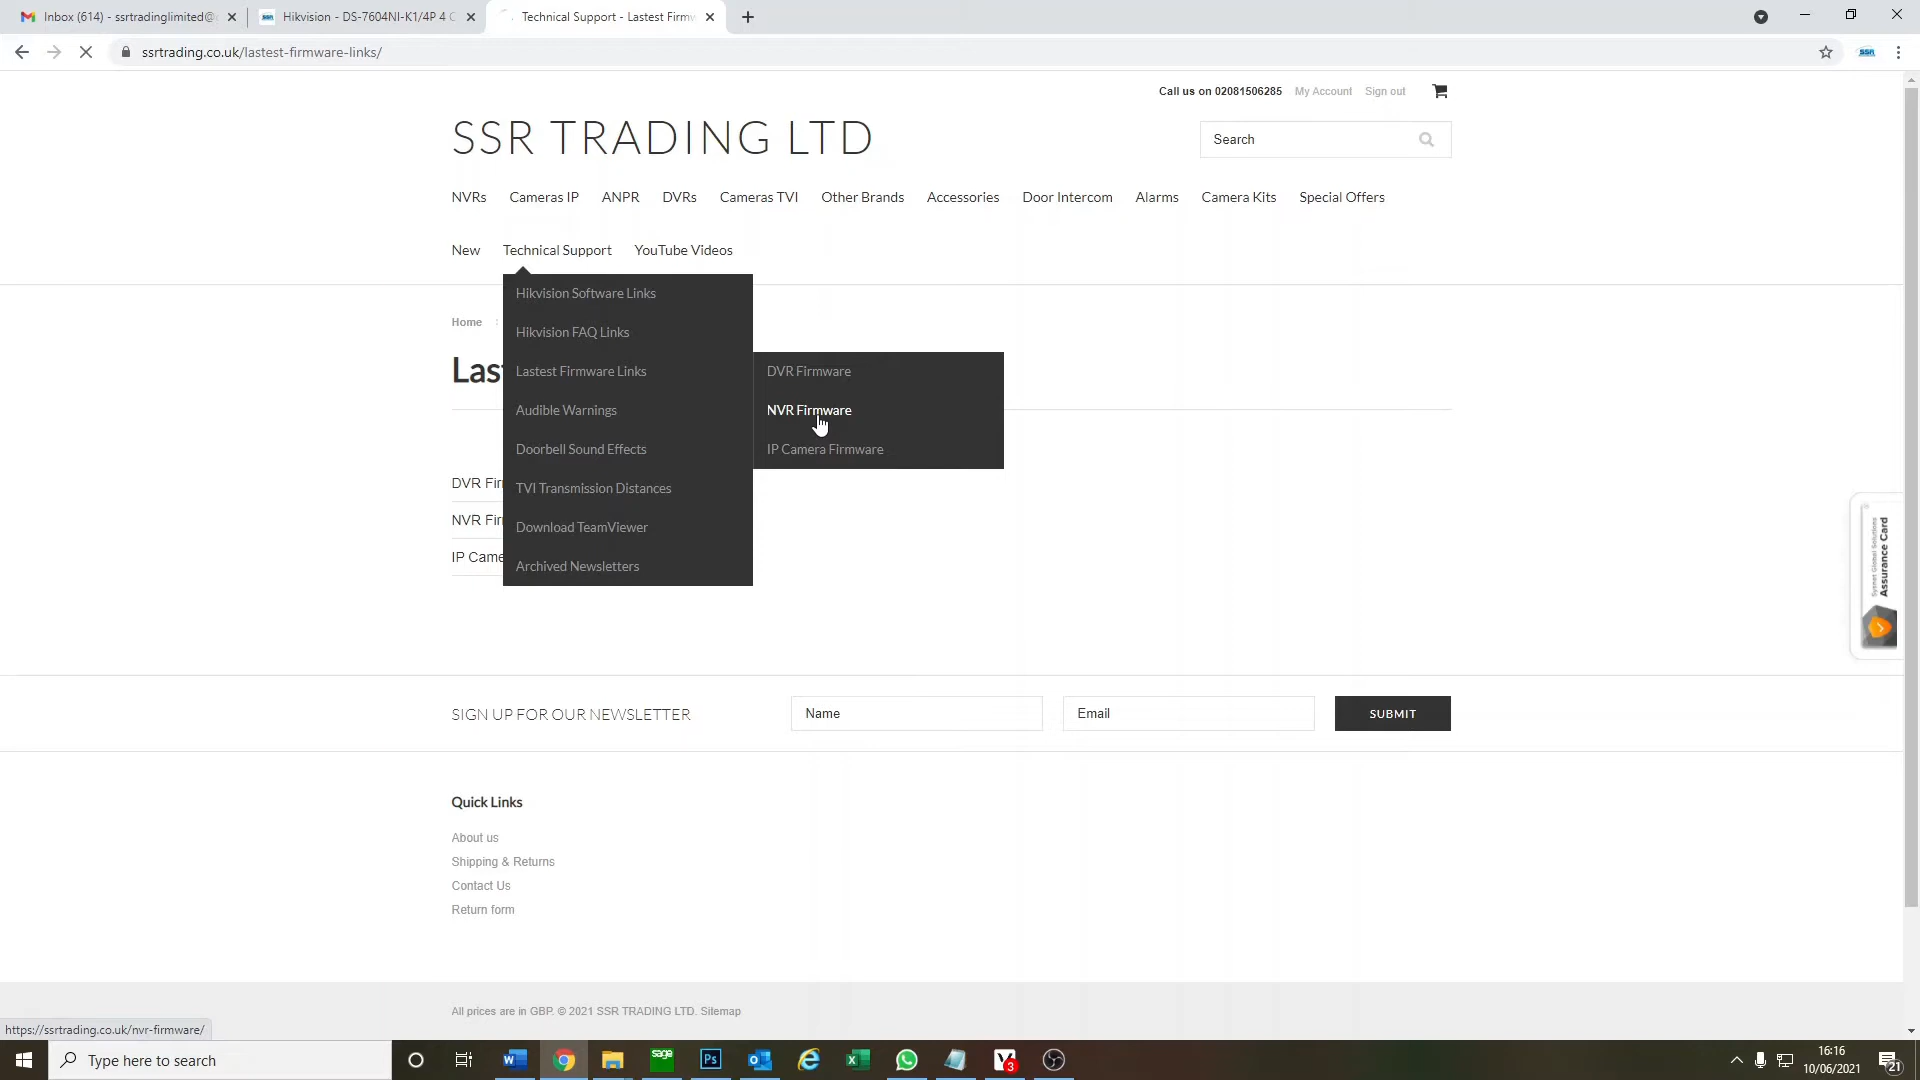 Inbox (614) - ssrtradinglimited@
Hikvision - DS-7604NI-K1/4P 4 C
Technical Support - Lastest Firmw
ssrtrading.co.uk/lastest-firmware-links/
Call us on 02081506285 My Account Sign out
SSR TRADING LTD
Search
NVRs Cameras IP ANPR DVRs Cameras TVI Other Brands Accessories Door Intercom Alarms Camera Kits Special Offers
New Technical Support YouTube Videos
Hikvision Software Links
Home
Hikvision FAQ Links
Las
Lastest Firmware Links
DVR Firmware
Audible Warnings
NVR Firmware
Doorbell Sound Effects
IP Camera Firmware
DVR Fir
TVI Transmission Distances
NVR Fir
Download TeamViewer
IP Came
Archived Newsletters
Sysnet Global Solutions
Assurance Card
SIGN UP FOR OUR NEWSLETTER
Name
Email
SUBMIT
Quick Links
About us
Shipping & Returns
Contact Us
Return form
All prices are in GBP. © 2021 SSR TRADING LTD. Sitemap
https://ssrtrading.co.uk/nvr-firmware/
Type here to search
sage
Ps
3
16:16
10/06/2021
21